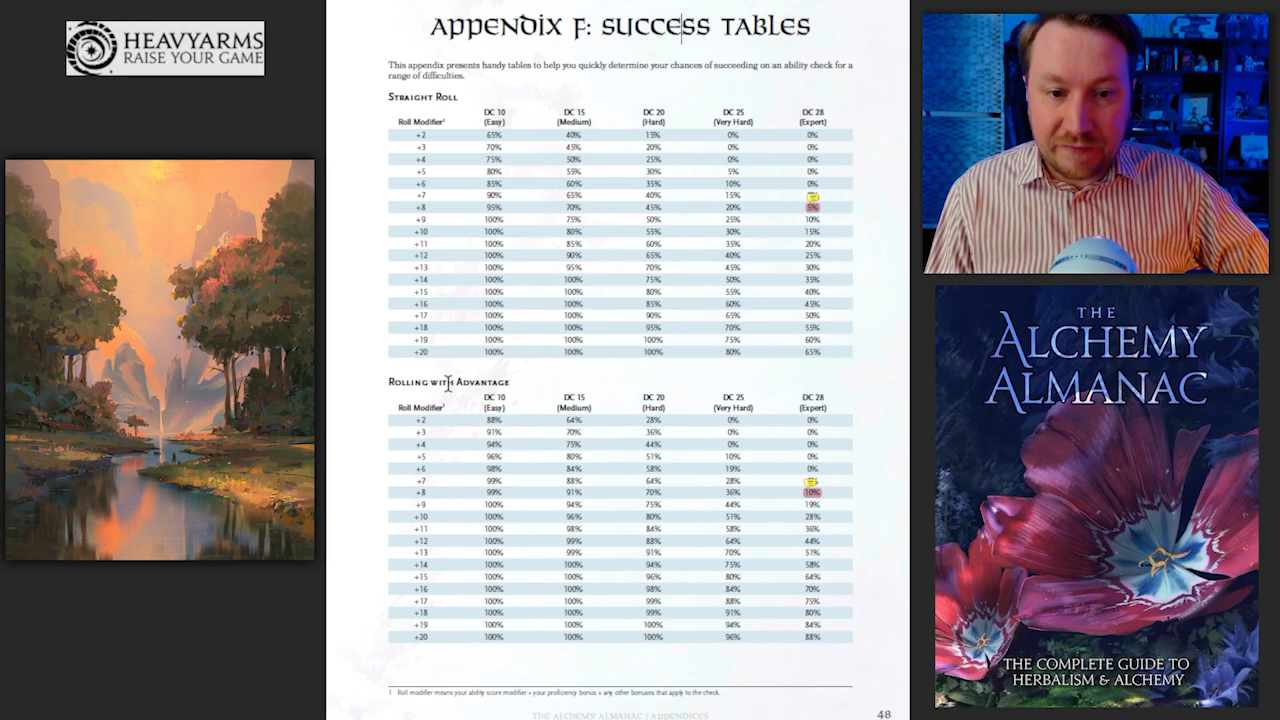 HEAVYARMS
RAISE YOUR GAME
APPENDIX F: SUCCESS TABLES
This appendix presents handy tables to help you quickly determine your chances of succeeding on an ability check for a
range of difficulties.
STRAIGHT ROLL
DC 10 DC 15 DC 20 DC 25 DC 28
Roll Modifier¹ (Easy) (Medium) (Hard) (Very Hard) (Expert)
+2 65% 40% 15% 0% 0%
+3 70% 45% 20% 0% 0%
+4 75% 50% 25% 0% 0%
+5 80% 55% 30% 5% 0%
+6 85% 60% 35% 10% 0%
+7 90% 65% 40% 15%
+8 95% 70% 45% 20% 5%
+9 100% 75% 50% 25% 10%
+10 100% 80% 55% 30% 15%
+11 100% 85% 60% 35% 20%
+12 100% 90% 65% 40% 25%
+13 100% 95% 70% 45% 30%
+14 100% 100% 75% 50% 35%
+15 100% 100% 80% 55% 40%
+16 100% 100% 85% 60% 45%
+17 100% 100% 90% 65% 50%
+18 100% 100% 95% 70% 55%
+19 100% 100% 100% 75% 60%
+20 100% 100% 100% 80% 65%
ROLLING WITH ADVANTAGE
DC 10 DC 15 DC 20 DC 25 DC 28
Roll Modifier¹ (Easy) (Medium) (Hard) (Very Hard) (Expert)
+2 88% 64% 28% 0% 0%
+3 91% 70% 36% 0% 0%
+4 94% 75% 44% 0% 0%
+5 96% 80% 51% 10% 0%
+6 98% 84% 58% 19% 0%
+7 99% 88% 64% 28%
+8 99% 91% 70% 36% 10%
+9 100% 94% 75% 44% 19%
+10 100% 96% 80% 51% 28%
+11 100% 98% 84% 58% 36%
+12 100% 99% 88% 64% 44%
+13 100% 99% 91% 70% 51%
+14 100% 100% 94% 75% 58%
+15 100% 100% 96% 80% 64%
+16 100% 100% 98% 84% 70%
+17 100% 100% 99% 88% 75%
+18 100% 100% 99% 91% 80%
+19 100% 100% 100% 94% 84%
+20 100% 100% 100% 96% 88%
1 Roll modifier means your ability score modifier + your proficiency bonus + any other bonuses that apply to the check.
THE ALCHEMY ALMANAC | APPENDICES 48
THE
ALCHEMY
ALMANAC
THE COMPLETE GUIDE TO
HERBALISM & ALCHEMY